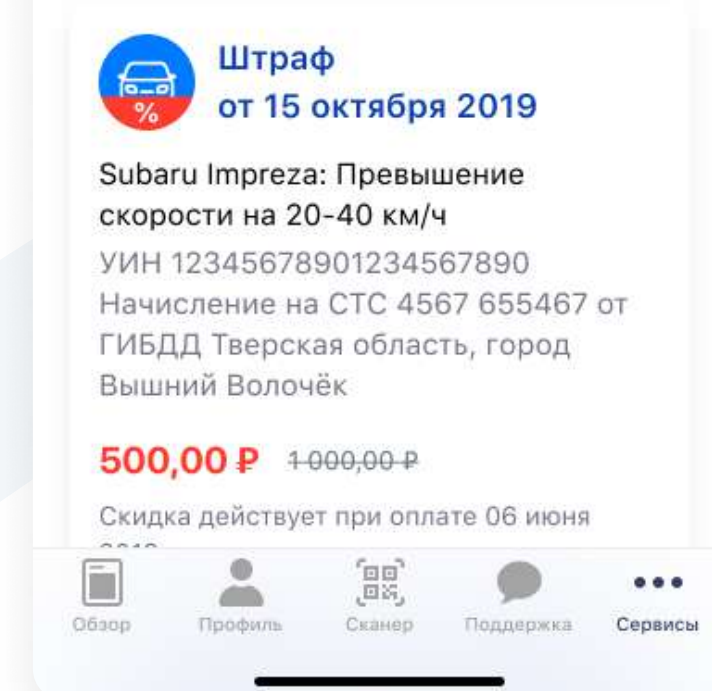 Штраф
от 15 октября 2019
%
Subaru Impreza: Превышение
скорости на 20-40 км/ч
УИН 12345678901234567890
Начисление на СТС 4567 655467 от
ГИБДД Тверская область, город
Вышний Волочёк
500,00 ₽ 1 000,00 ₽
Скидка действует при оплате 06 июня
Обзор Профиль Сканер Поддержка Сервисы